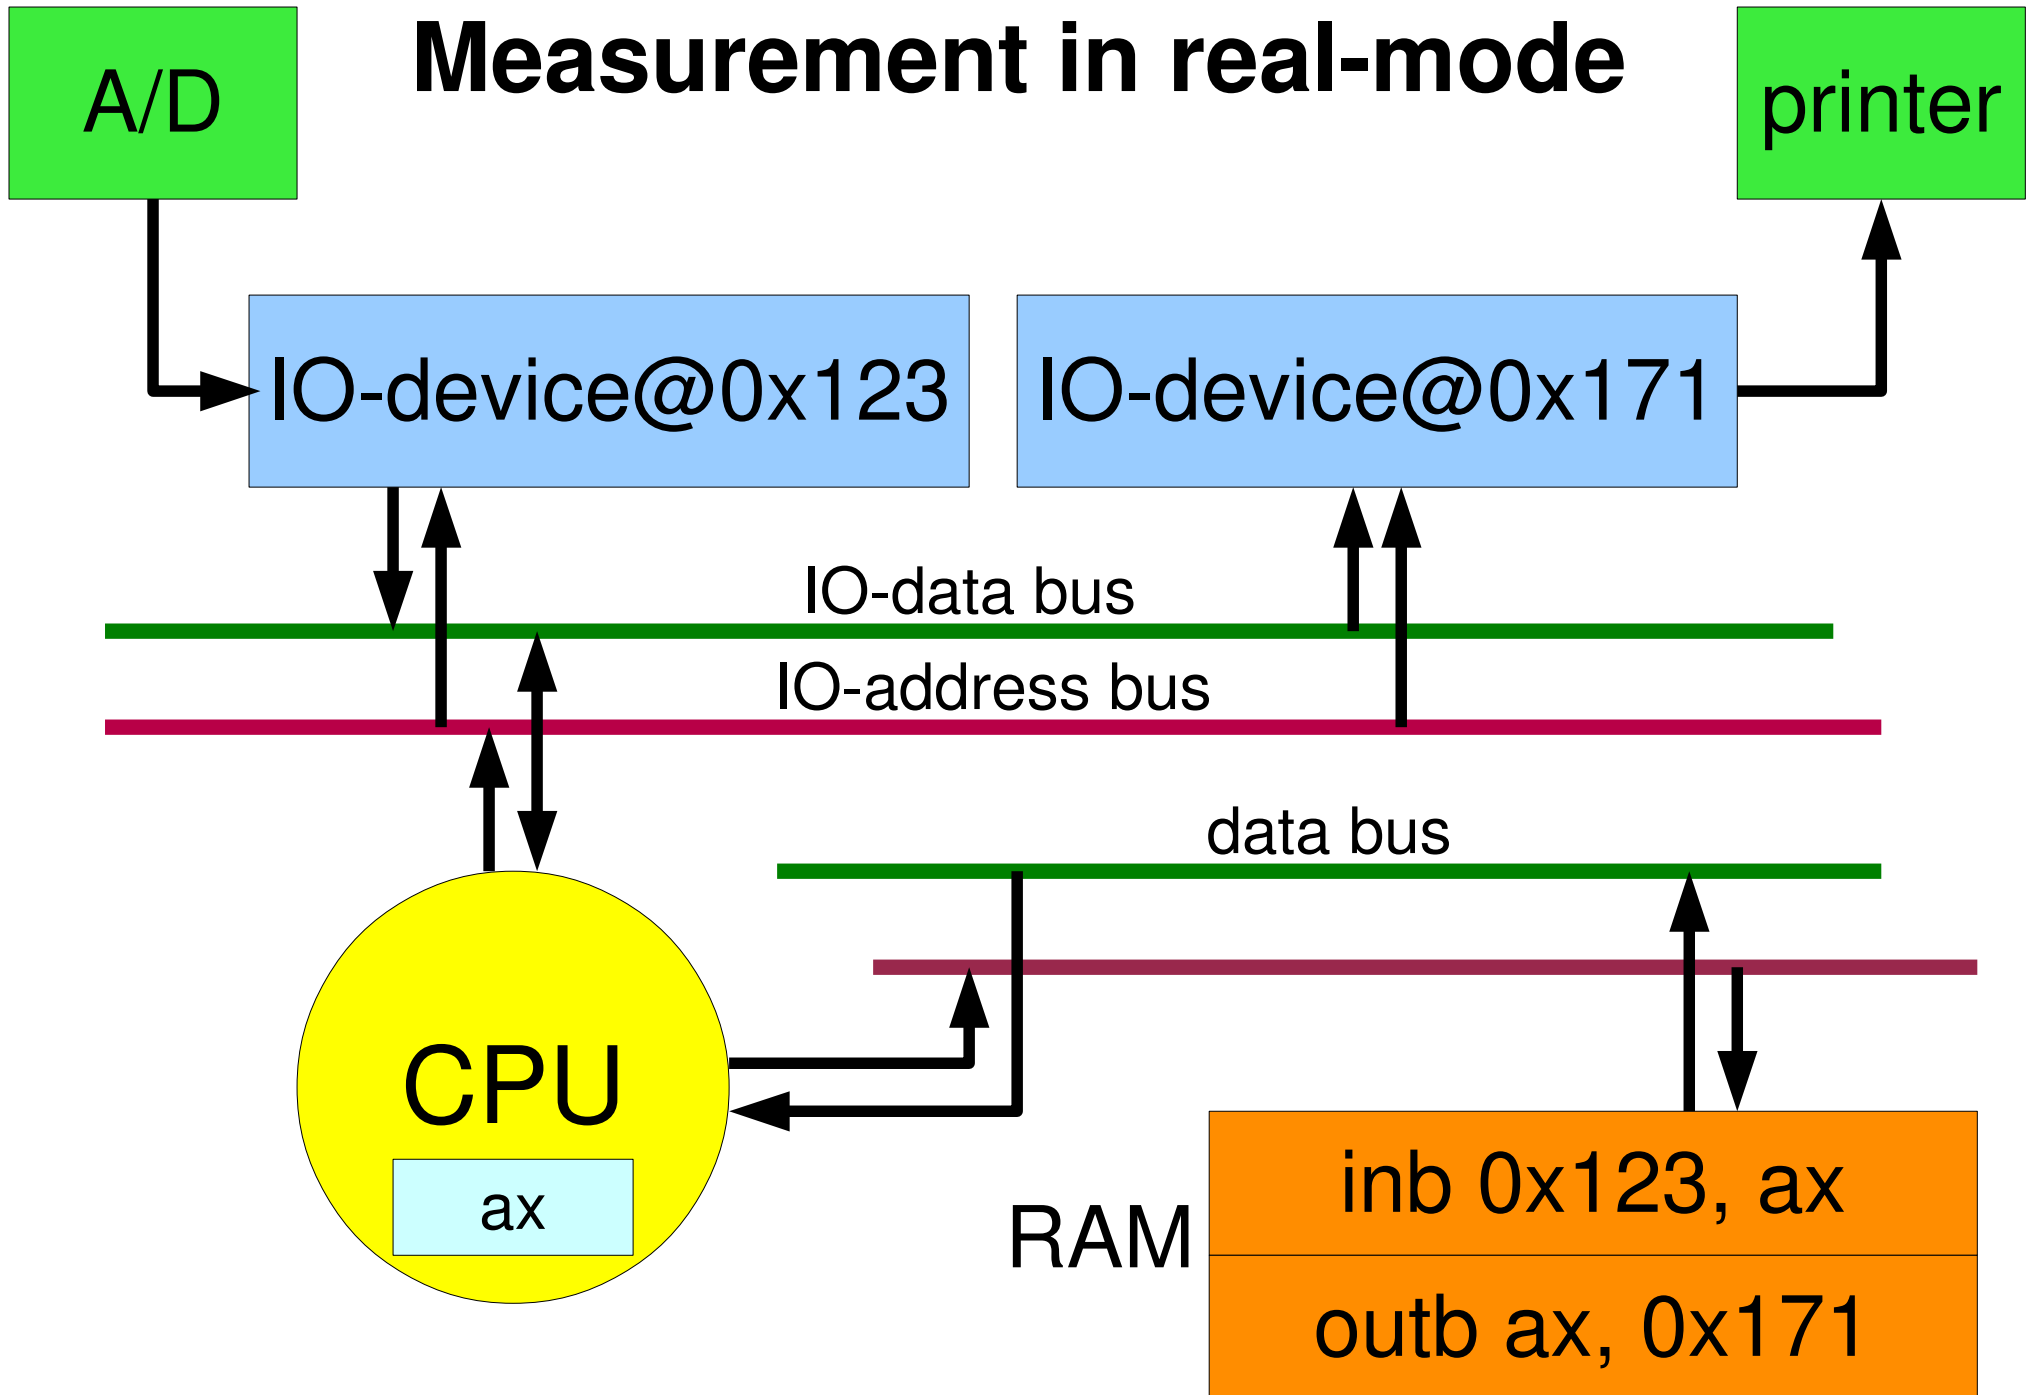 Measurement in real-mode
A/D
printer
IO-device@0x123
IO-device@0x171
IO-data bus
IO-address bus
data bus
CPU
ax
RAM
inb 0x123, ax
outb ax, 0x171